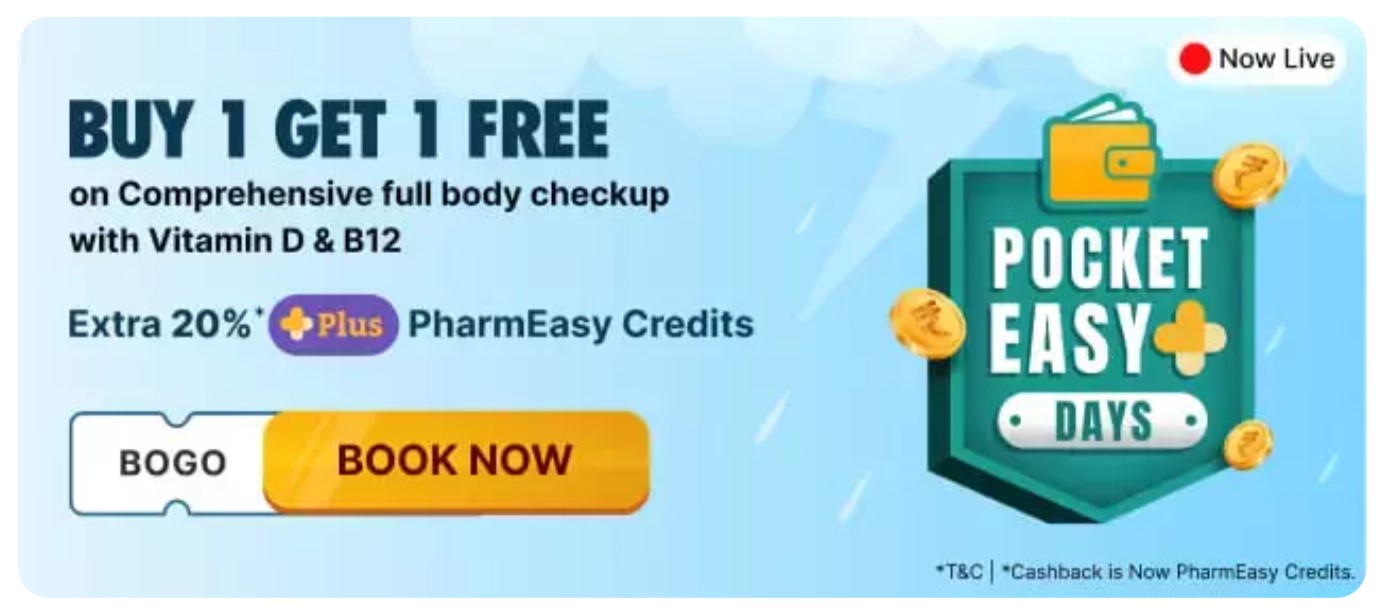 Now Live
BUY 1 GET 1 FREE
on Comprehensive full body checkup
with Vitamin D & B12
Extra 20%* Plus PharmEasy Credits
BOGO BOOK NOW
POCKET
EASY
DAYS
*T&C | *Cashback is Now PharmEasy Credits.